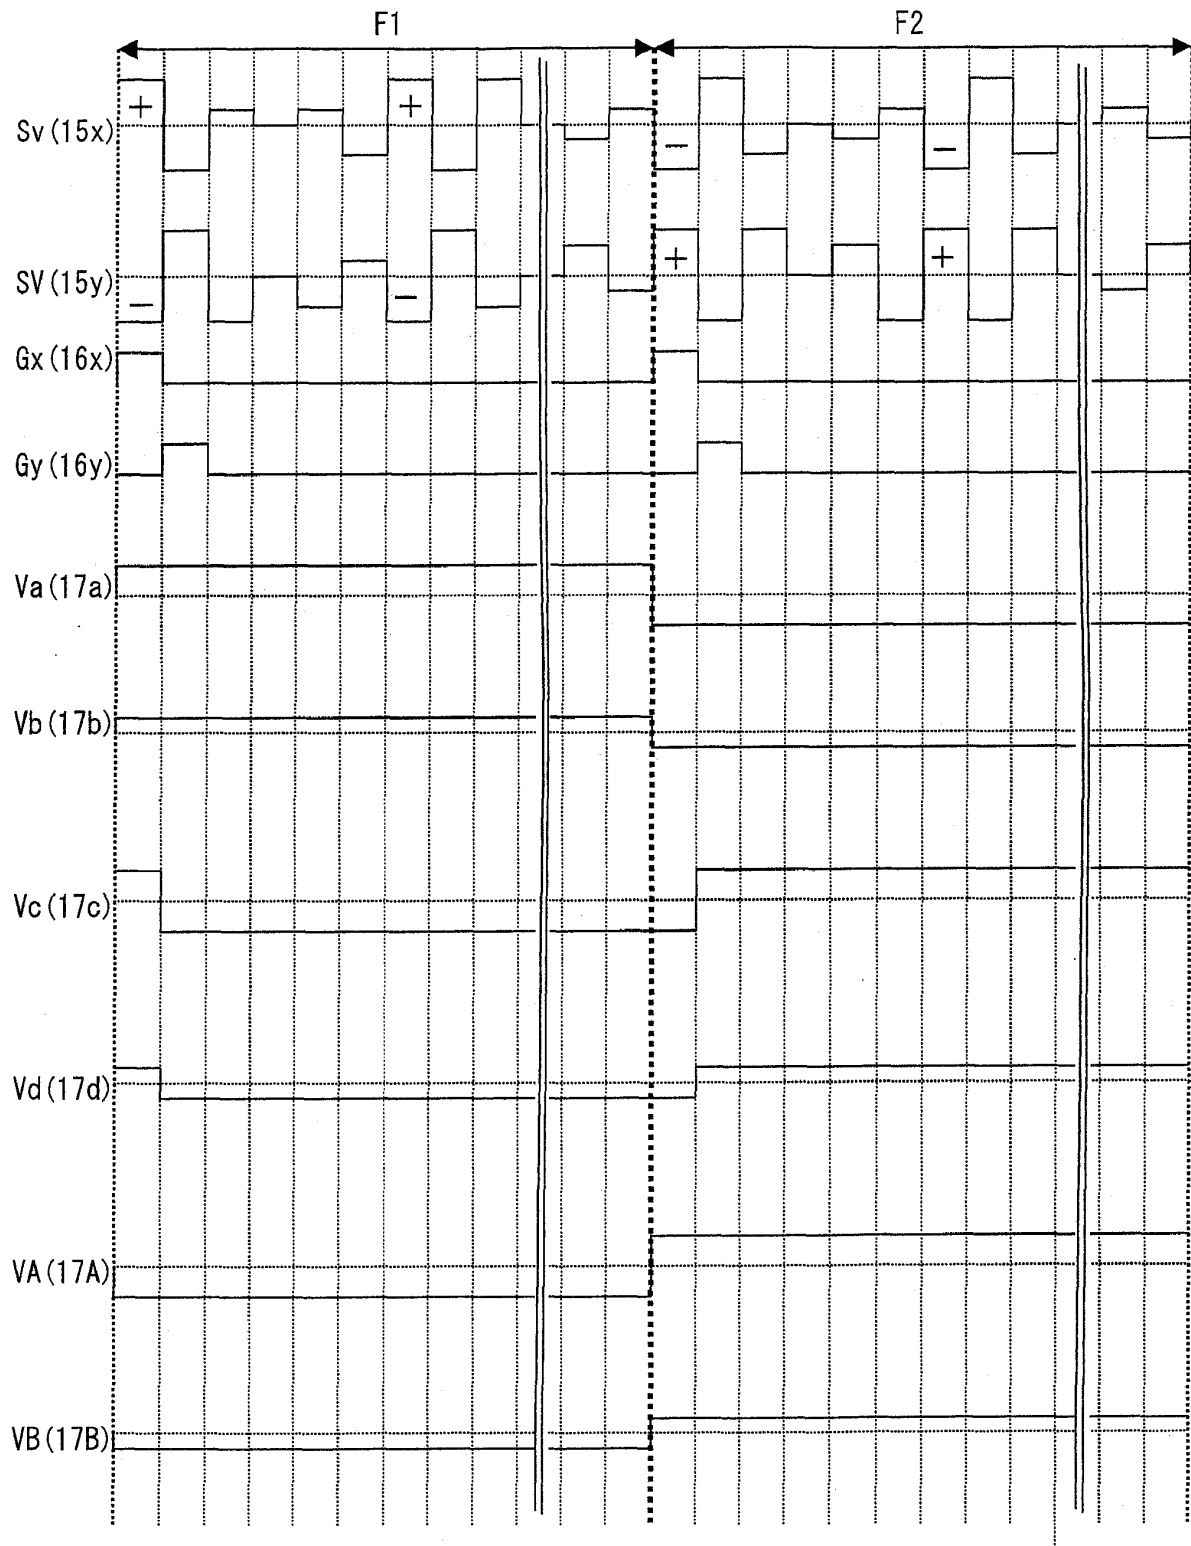 F1 F2
+ +
Sv(15x)
- -
+ +
SV(15y)
- -
Gx(16x)
Gy(16y)
Va(17a)
Vb(17b)
Vc(17c)
Vd(17d)
VA(17A)
VB(17B)